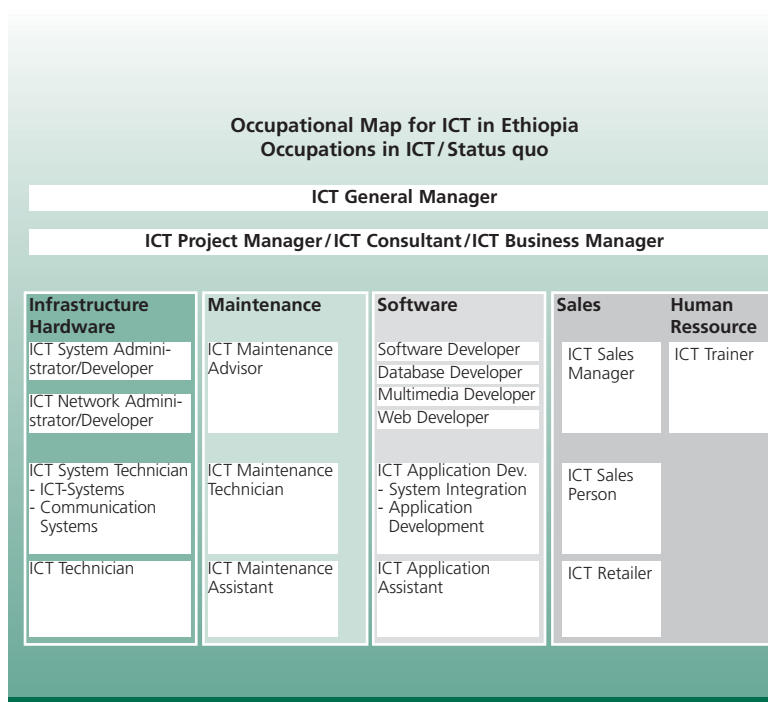 Occupational Map for ICT in Ethiopia
Occupations in ICT/Status quo
ICT General Manager
ICT Project Manager/ICT Consultant/ICT Business Manager
Infrastructure
Hardware
ICT System Admini-
strator/Developer
ICT Network Admini-
strator/Developer
ICT System Technician
- ICT-Systems
- Communication
Systems
ICT Technician
Maintenance
ICT Maintenance
Advisor
ICT Maintenance
Technician
ICT Maintenance
Assistant
Software
Software Developer
Database Developer
Multimedia Developer
Web Developer
ICT Application Dev.
- System Integration
- Application
Development
ICT Application
Assistant
Sales
ICT Sales
Manager
ICT Sales
Person
ICT Retailer
Human
Ressource
ICT Trainer